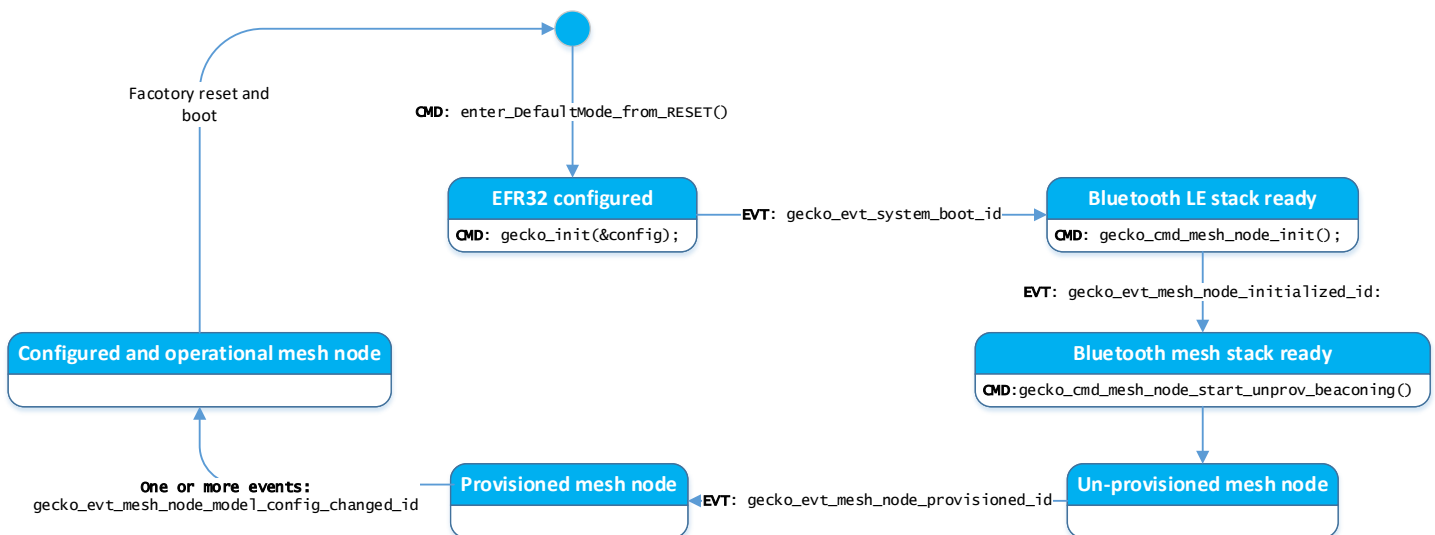 Facotory reset and
boot
CMD: enter_DefaultMode_from_RESET()
EFR32 configured
CMD: gecko_init(&config);
EVT: gecko_evt_system_boot_id
Bluetooth LE stack ready
CMD: gecko_cmd_mesh_node_init();
EVT: gecko_evt_mesh_node_initialized_id:
Configured and operational mesh node
Bluetooth mesh stack ready
CMD:gecko_cmd_mesh_node_start_unprov_beaconing()
One or more events:
gecko_evt_mesh_node_model_config_changed_id
Provisioned mesh node
EVT: gecko_evt_mesh_node_provisioned_id
Un-provisioned mesh node